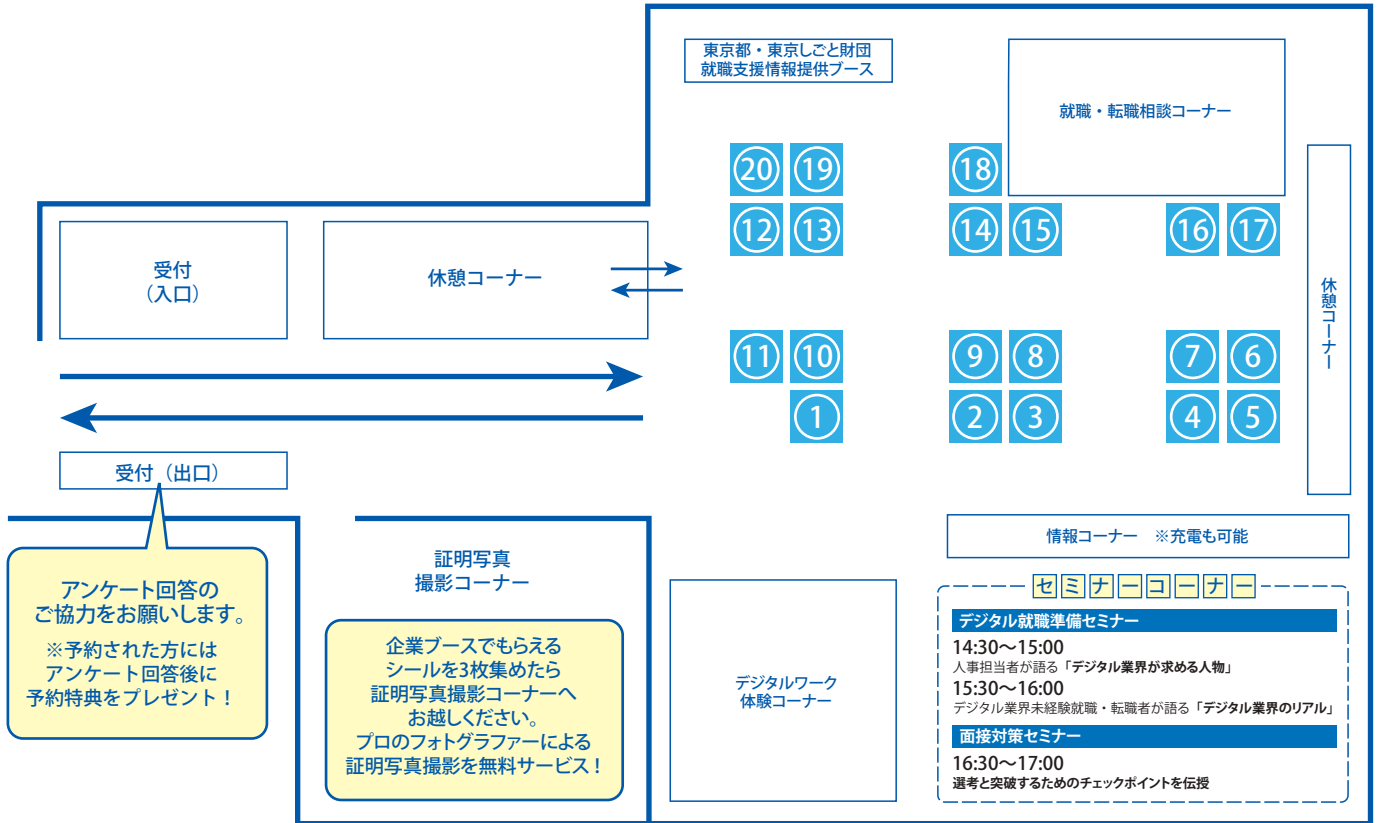 東京都・東京しごと財団
就職支援情報提供ブース
就職・転職相談コーナー
⑳ ⑲ ⑱
⑫ ⑬ ⑭ ⑮ ⑯ ⑰
受付
（入口）
休憩コーナー
休憩コーナー
⑪ ⑩ ⑨ ⑧ ⑦ ⑥
① ② ③ ④ ⑤
受付（出口）
アンケート回答の
ご協力をお願いします。
※予約された方には
アンケート回答後に
予約特典をプレゼント！
証明写真
撮影コーナー
企業ブースでもらえる
シールを3枚集めたら
証明写真撮影コーナーへ
お越しください。
プロのフォトグラファーによる
証明写真撮影を無料サービス！
デジタルワーク
体験コーナー
情報コーナー　※充電も可能
セミナーコーナー
デジタル就職準備セミナー
14:30～15:00
人事担当者が語る「デジタル業界が求める人物」
15:30～16:00
デジタル業界未経験就職・転職者が語る「デジタル業界のリアル」
面接対策セミナー
16:30～17:00
選考と突破するためのチェックポイントを伝授